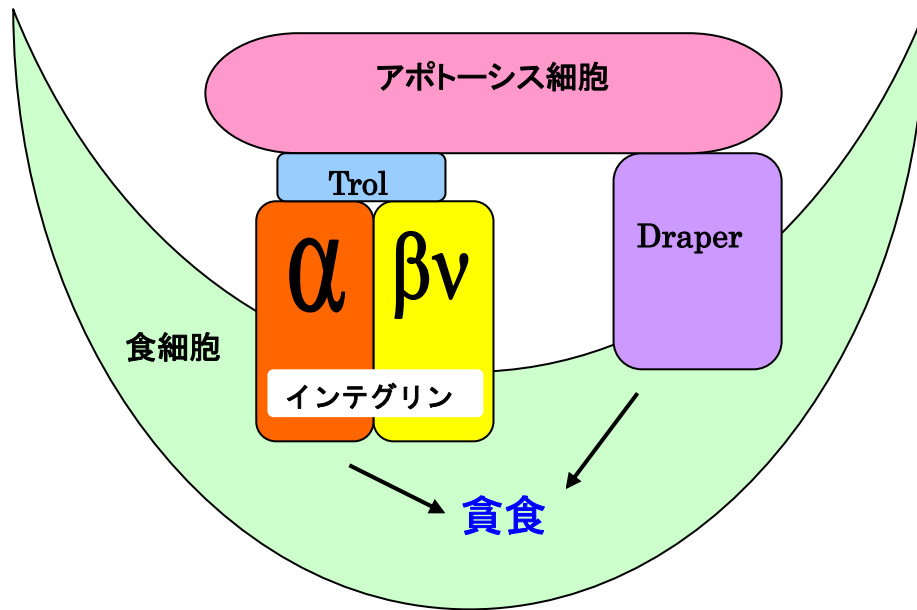 アポトーシス細胞
Trol
Draper
α
βν
食細胞
インテグリン
貪食